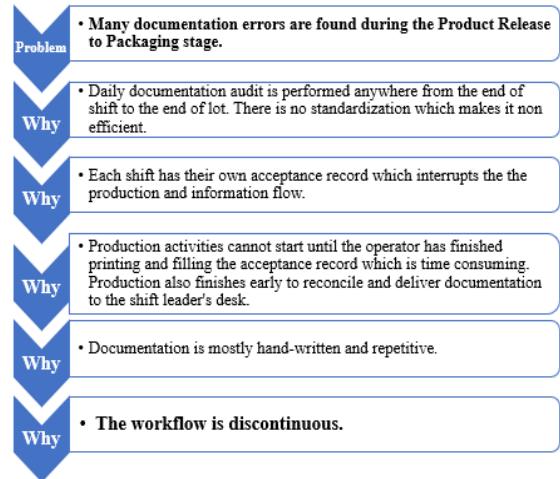 Problem
• Many documentation errors are found during the Product Release
to Packaging stage.
Why
• Daily documentation audit is performed anywhere from the end of
shift to the end of lot. There is no standardization which makes it non
efficient.
Why
• Each shift has their own acceptance record which interrupts the the
production and information flow.
Why
• Production activities cannot start until the operator has finished
printing and filling the acceptance record which is time consuming.
Production also finishes early to reconcile and deliver documentation
to the shift leader's desk.
Why
• Documentation is mostly hand-written and repetitive.
Why
• The workflow is discontinuous.